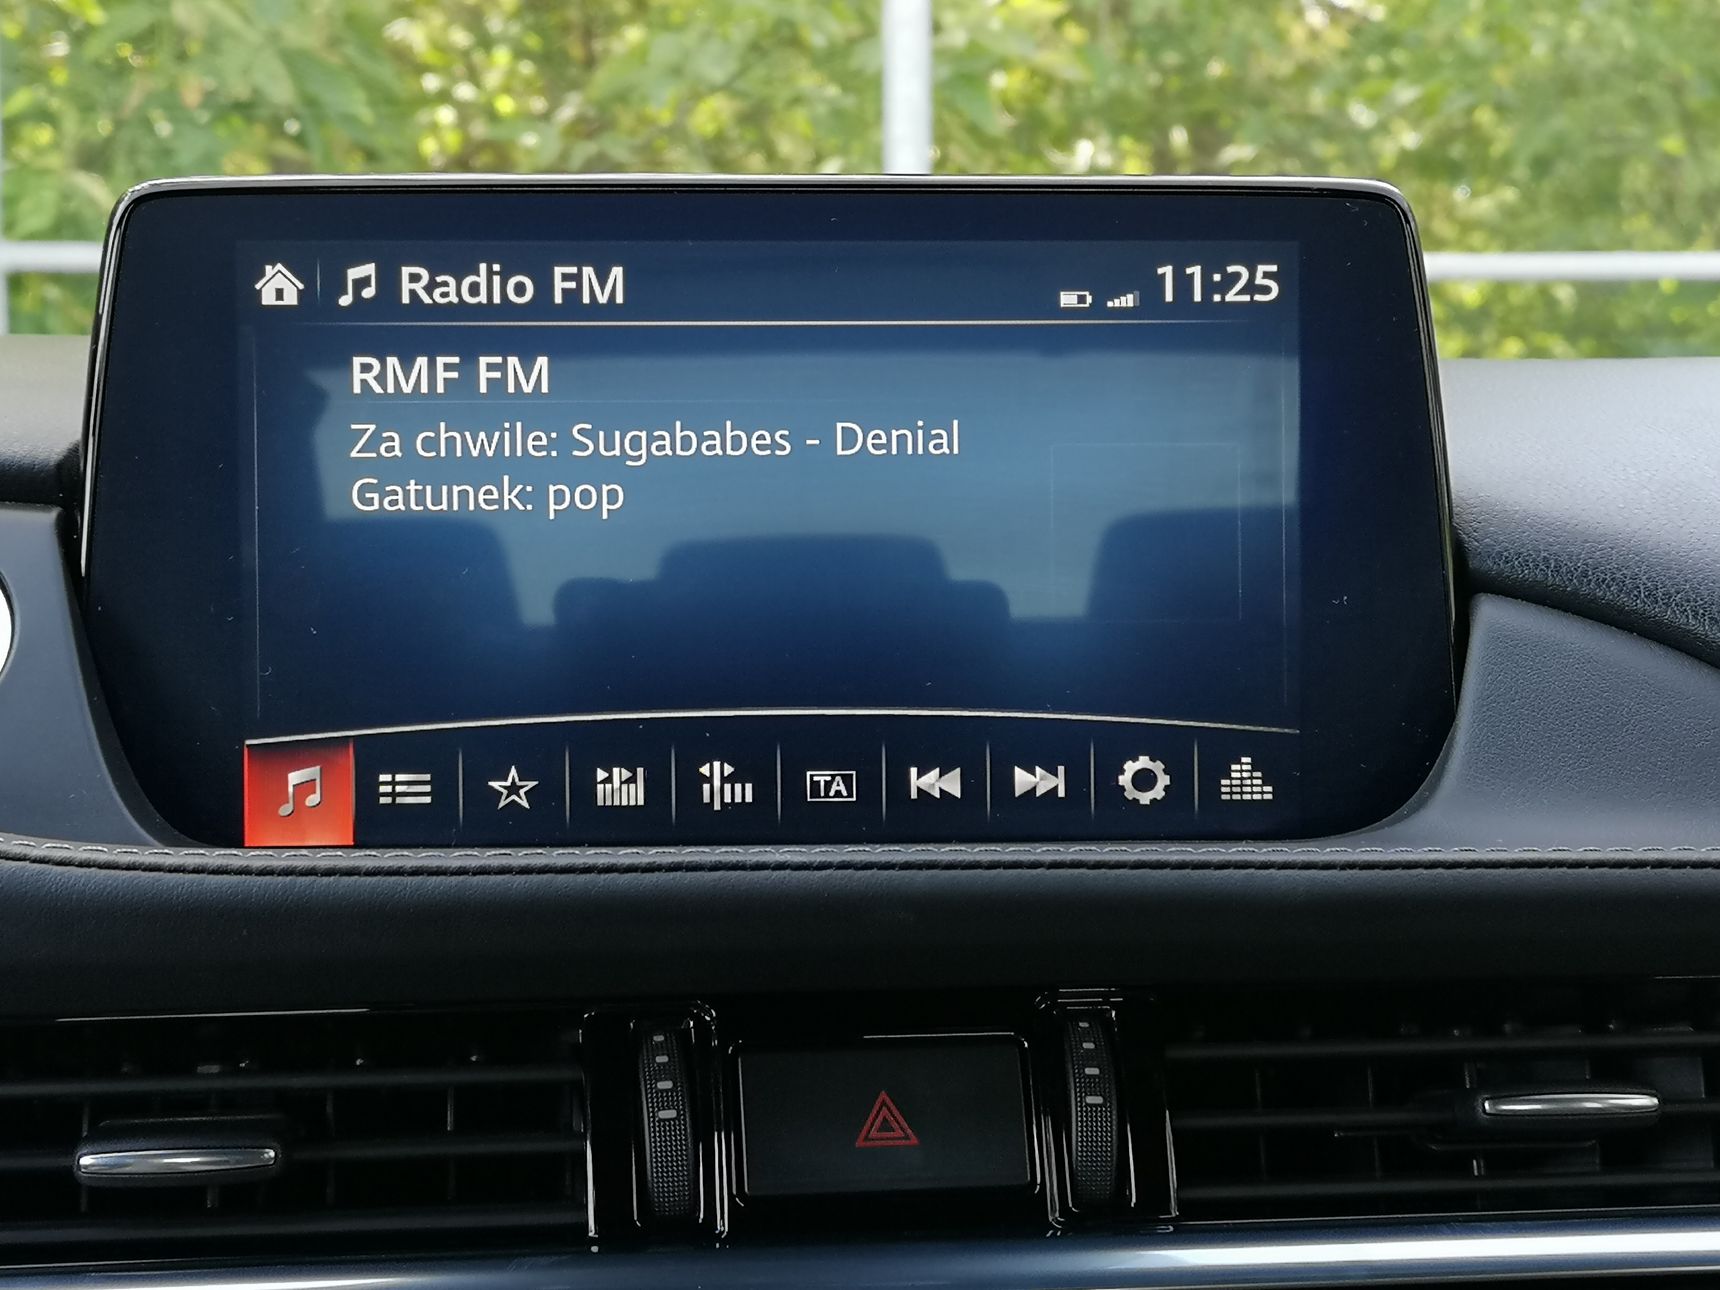 Radio FM 11:25
RMF FM
Za chwile: Sugababes - Denial
Gatunek: pop
TA